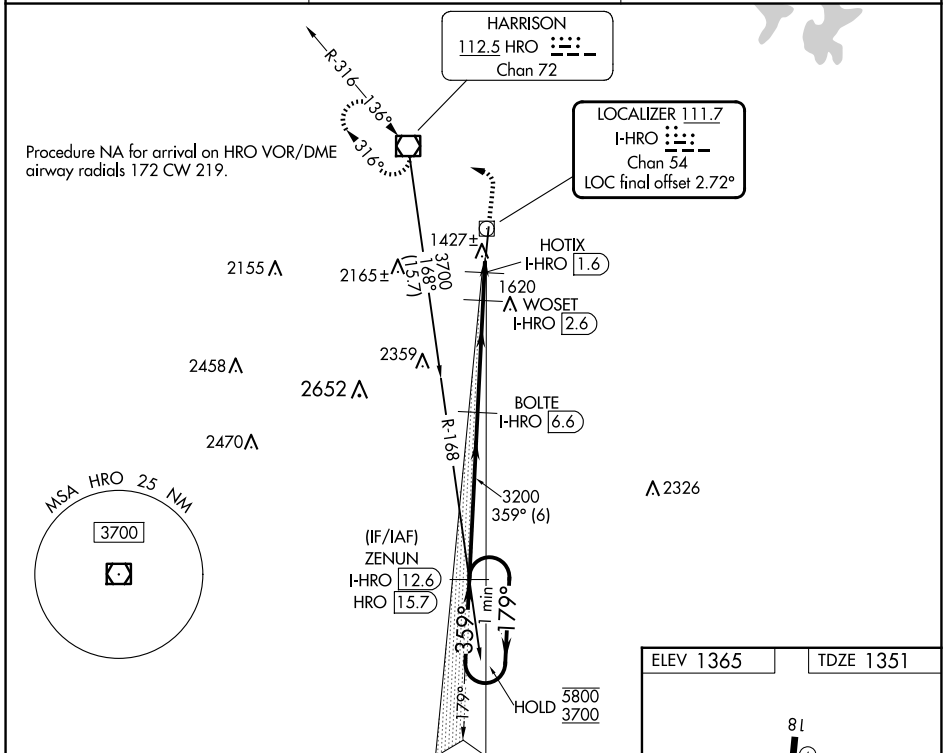 HARRISON
112.5 HRO
Chan 72
R-316
136°
316°
LOCALIZER 111.7
I-HRO
Chan 54
LOC final offset 2.72°
Procedure NA for arrival on HRO VOR/DME
airway radials 172 CW 219.
1427±
HOTIX
I-HRO 1.6
2155
2165±
3700
168°
(15.7)
1620
WOSET
I-HRO 2.6
2458
2359
2652
BOLTE
I-HRO 6.6
2470
R-168
MSA HRO 25 NM
3700
2326
3200
359° (6)
(IF/IAF)
ZENUN
I-HRO 12.6
HRO 15.7
359°
1 min
179°
179°
HOLD 5800
3700
ELEV 1365
TDZE 1351
18